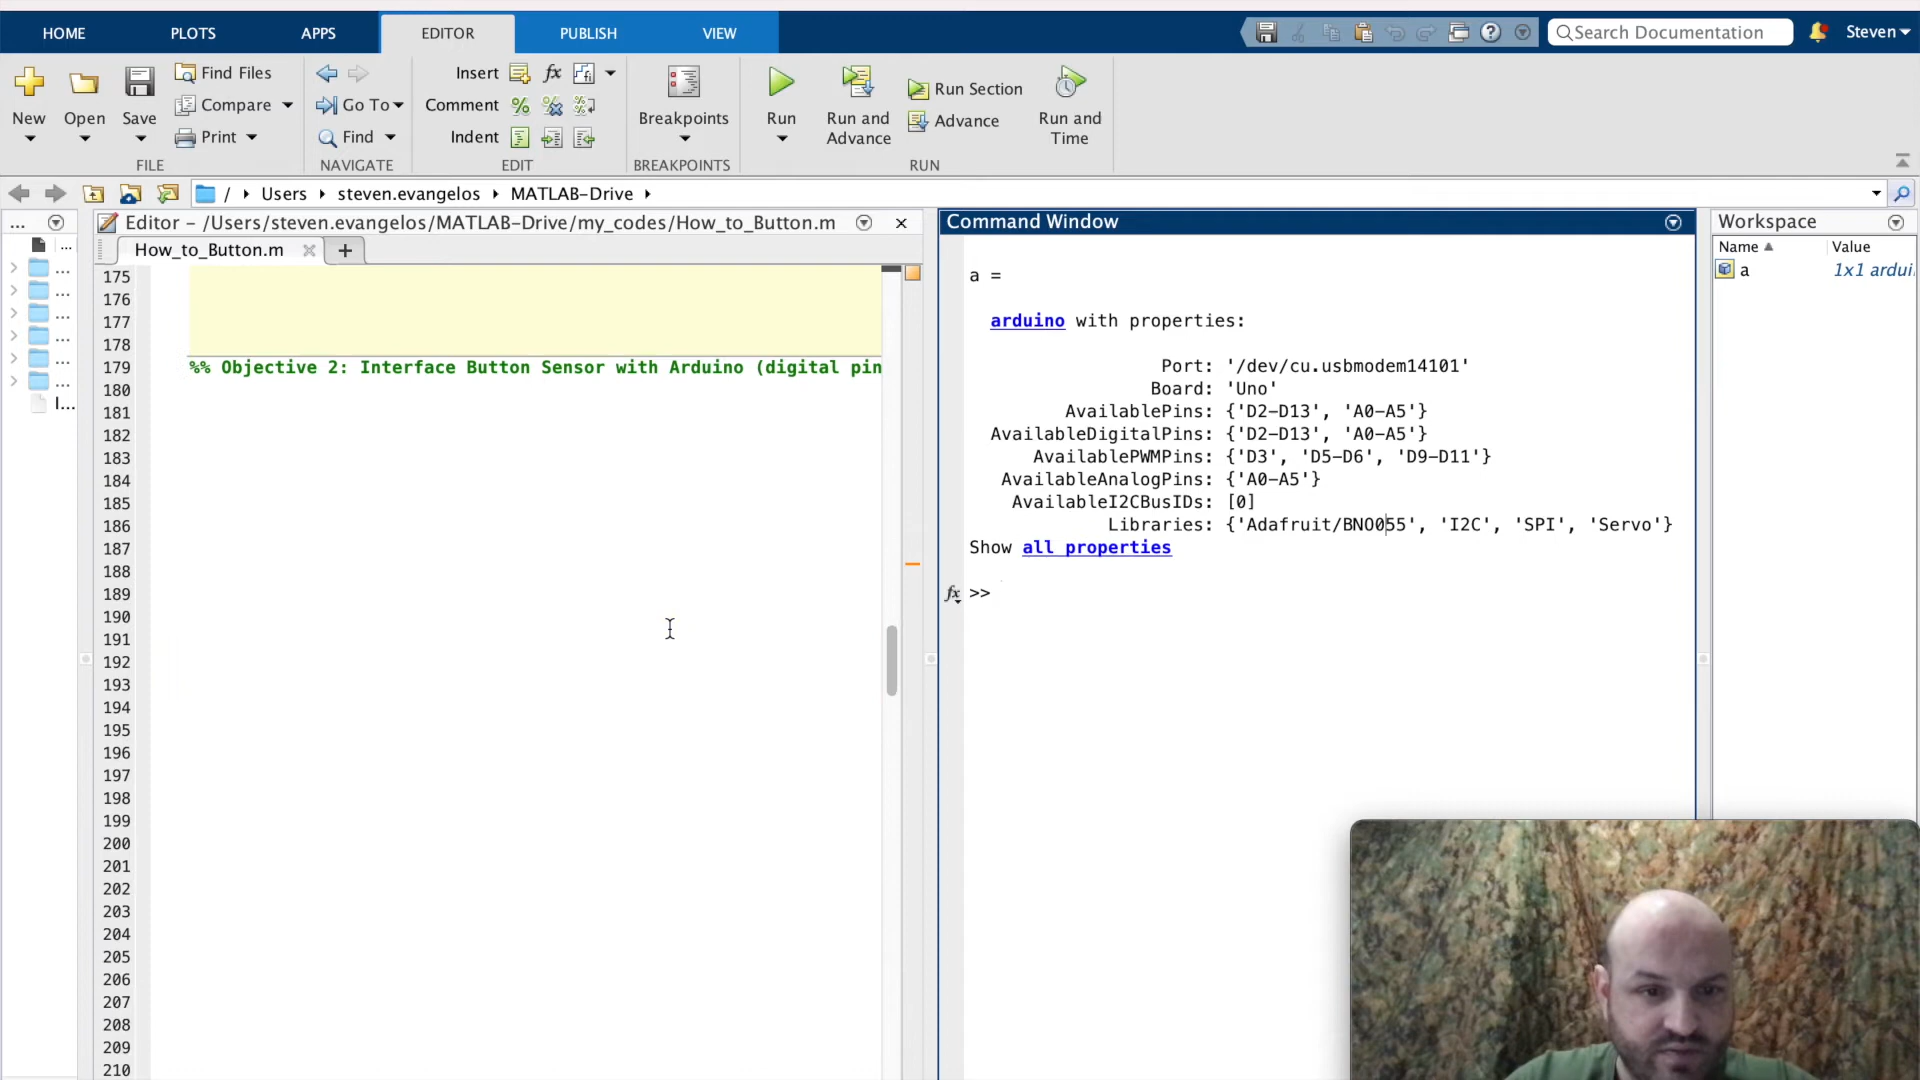 HOME PLOTS APPS EDITOR PUBLISH VIEW Search Documentation Steven
New Open Save Find Files Compare Print FILE
Go To Find NAVIGATE
Insert Comment Indent EDIT
Breakpoints BREAKPOINTS
Run Run and Advance Run Section Advance Run and Time RUN
/ Users steven.evangelos MATLAB-Drive
... Editor – /Users/steven.evangelos/MATLAB-Drive/my_codes/How_to_Button.m
How_to_Button.m
...
...
...
...
...
...
...
I...
175
176
177
178
179 %% Objective 2: Interface Button Sensor with Arduino (digital pin
180
181
182
183
184
185
186
187
188
189
190
191
192
193
194
195
196
197
198
199
200
201
202
203
204
205
206
207
208
209
210
Command Window
a =
arduino with properties:
Port: '/dev/cu.usbmodem14101'
Board: 'Uno'
AvailablePins: {'D2-D13', 'A0-A5'}
AvailableDigitalPins: {'D2-D13', 'A0-A5'}
AvailablePWMPins: {'D3', 'D5-D6', 'D9-D11'}
AvailableAnalogPins: {'A0-A5'}
AvailableI2CBusIDs: [0]
Libraries: {'Adafruit/BNO055', 'I2C', 'SPI', 'Servo'}
Show all properties
fx >>
Workspace
Name Value
a 1x1 ardui